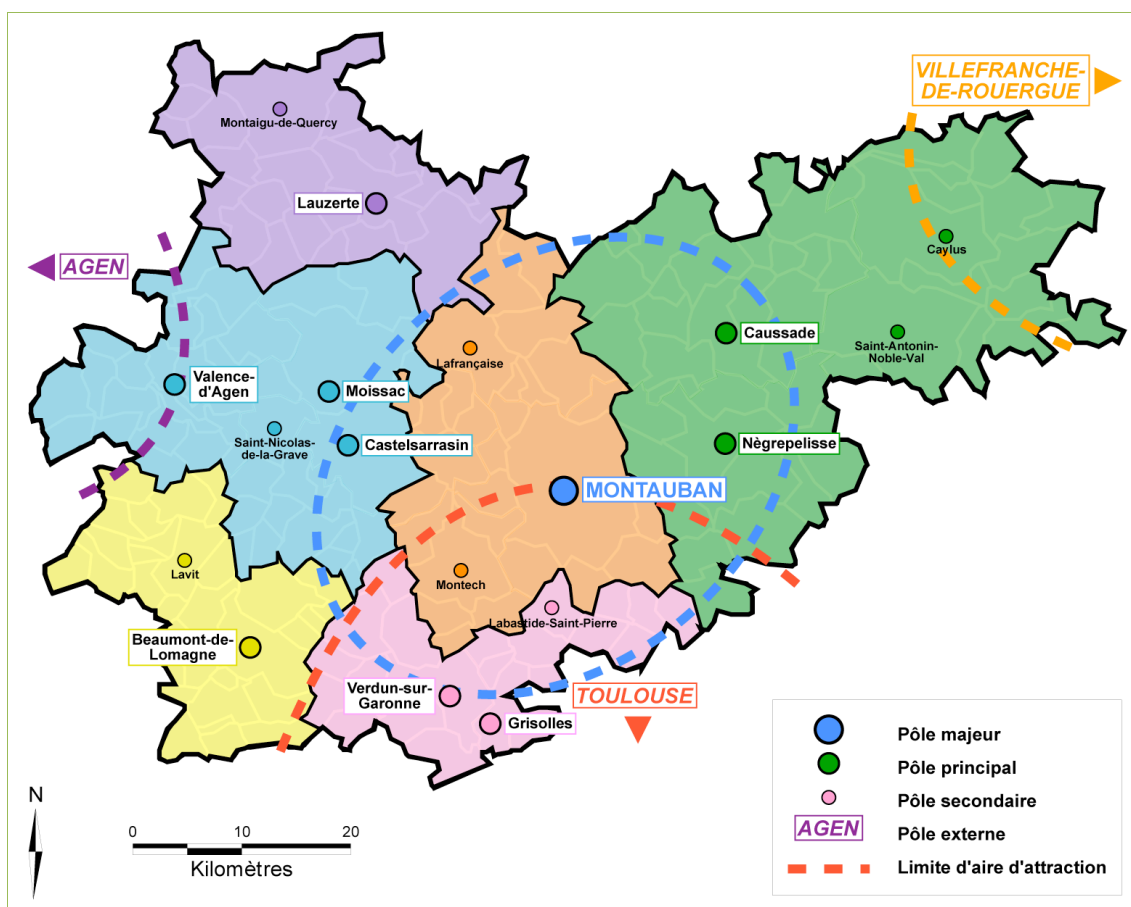 VILLEFRANCHE-
DE-ROUERGUE
Montaigu-de-Quercy
Lauzerte
AGEN
Caylus
Caussade
Saint-Antonin-
Noble-Val
Lafrançaise
Valence-
d'Agen
Moissac
Saint-Nicolas-
de-la-Grave
Castelsarrasin
Nègrepelisse
MONTAUBAN
Lavit
Montech
Labastide-Saint-Pierre
Beaumont-de-
Lomagne
Verdun-sur-
Garonne
TOULOUSE
Grisolles
N
0
10
20
Kilomètres
Pôle majeur
Pôle principal
Pôle secondaire
AGEN
Pôle externe
Limite d'aire d'attraction